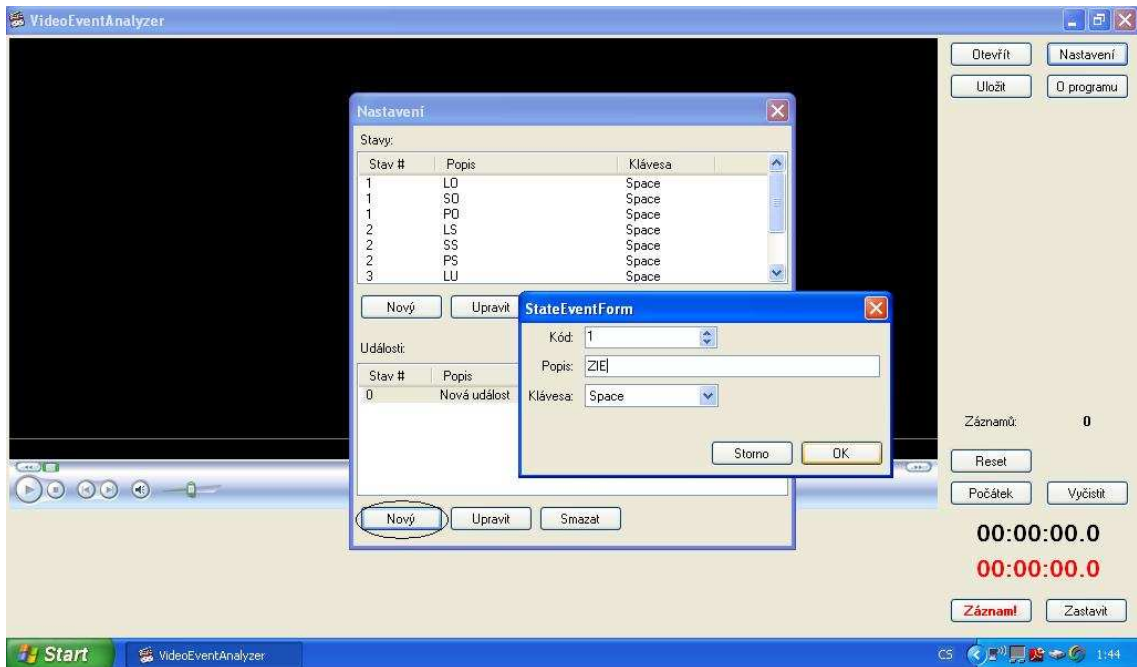 VideoEventAnalyzer
Otevřít Nastavení
Uložit O programu
Nastavení
Stavy:
Stav # Popis Klávesa
1 LO Space
1 SO Space
1 PO Space
2 LS Space
2 SS Space
2 PS Space
3 LU Space
Nový Upravit
StateEventForm
Kód: 1
Popis: ZIE
Klávesa: Space
Storno OK
Události:
Stav # Popis
0 Nová událost
Nový Upravit Smazat
Záznamů: 0
Reset
Počátek Vyčistit
00:00:00.0
00:00:00.0
Záznam! Zastavit
Start VideoEventAnalyzer CS 1:44